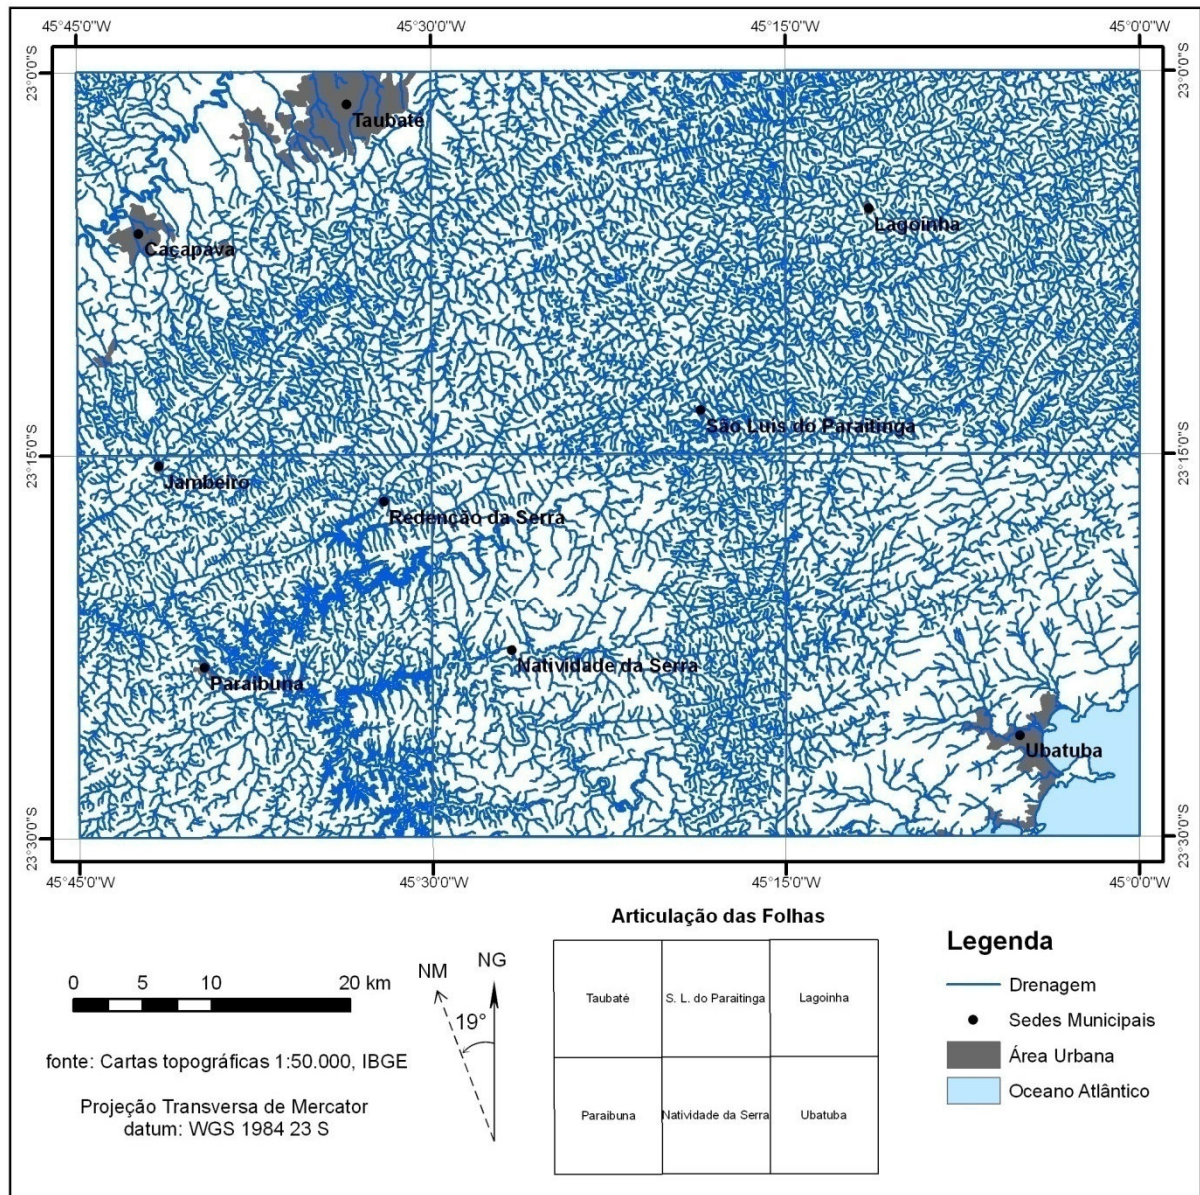 45°45'0"W
45°30'0"W
45°15'0"W
45°0'0"W
23°0'0"S
23°0'0"S
Taubaté
Lagoinha
Caçapava
São Luis do Paraitinga
23°15'0"S
23°15'0"S
Jambeiro
Redenção da Serra
Natividade da Serra
Paraibuna
Ubatuba
23°30'0"S
23°30'0"S
45°45'0"W
45°30'0"W
45°15'0"W
45°0'0"W
Articulação das Folhas
Taubaté
S. L. do Paraitinga
Lagoinha
Paraibuna
Natividade da Serra
Ubatuba
0 5 10 20 km
NM
NG
19°
fonte: Cartas topográficas 1:50.000, IBGE
Projeção Transversa de Mercator
datum: WGS 1984 23 S
Legenda
Drenagem
Sedes Municipais
Área Urbana
Oceano Atlântico